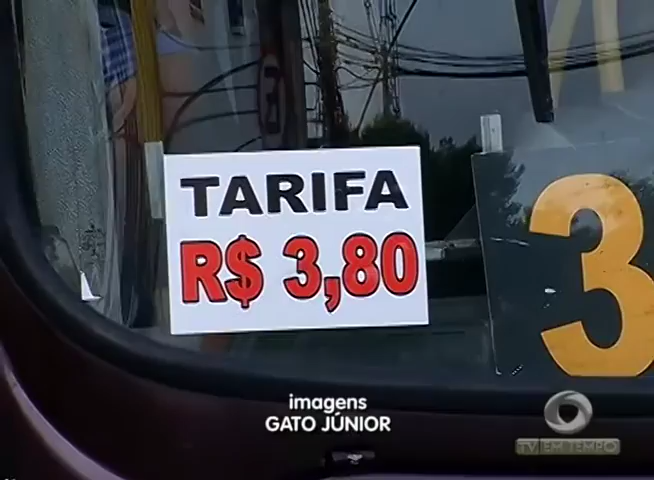 TARIFA
R$ 3,80
3
imagens
GATO JÚNIOR
TV EM TEMPO